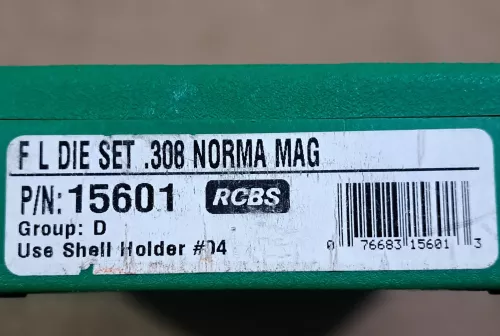 F L DIE SET .308 NORMA MAG
P/N: 15601 RCBS
Group: D
Use Shell Holder #04
0 76683 15601 3